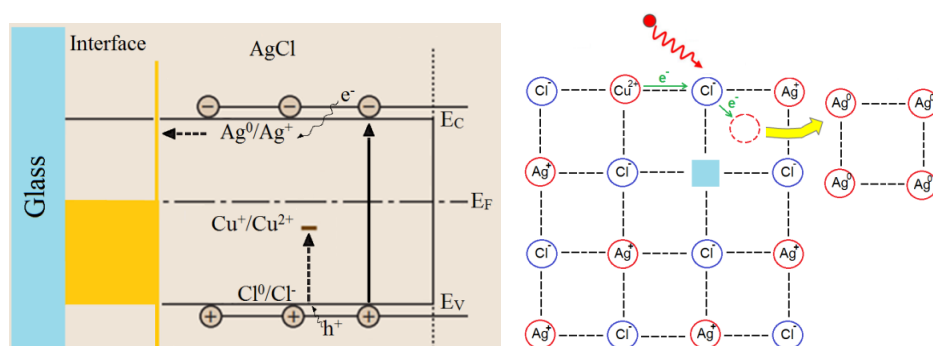 Glass
Interface
AgCl
e⁻
E_C
Ag⁰/Ag⁺
E_F
Cu⁺/Cu²⁺
Cl⁰/Cl⁻
E_V
h⁺
− − −
+ + +
Cl⁻ Cu²⁺ e⁻ Cl⁻ Ag⁺
e⁻
Ag⁰ Ag⁰
Ag⁺ Cl⁻ Cl⁻
Ag⁰ Ag⁰
Cl⁻ Ag⁺ Cl⁻ Ag⁺
Ag⁺ Cl⁻ Ag⁺ Cl⁻